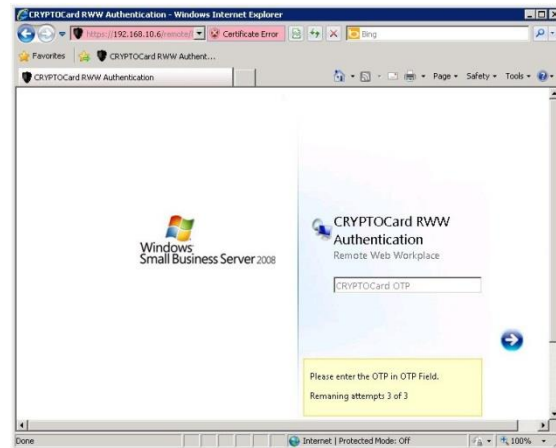 CRYPTOCard RWW Authentication - Windows Internet Explorer
https://192.168.10.6/remote/
Certificate Error
Bing
Favorites
CRYPTOCard RWW Authent...
CRYPTOCard RWW Authentication
Page
Safety
Tools
CRYPTOCard RWW
Authentication
Remote Web Workplace
Windows
Small Business Server 2008
CRYPTOCard OTP
Please enter the OTP in OTP Field.
Remaning attempts 3 of 3
Done
Internet | Protected Mode: Off
100%